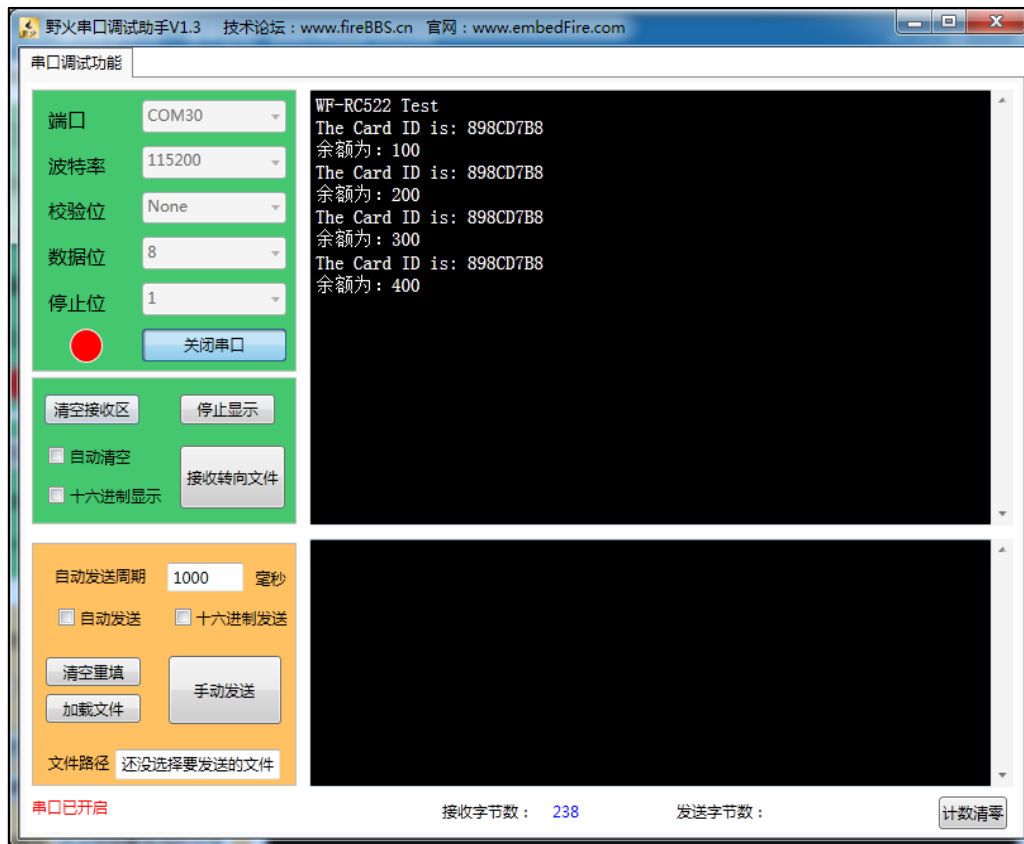 野火串口调试助手V1.3 技术论坛：www.fireBBS.cn 官网：www.embedFire.com
串口调试功能
端口 COM30
波特率 115200
校验位 None
数据位 8
停止位 1
关闭串口
清空接收区 停止显示
自动清空
接收转向文件
十六进制显示
WF-RC522 Test
The Card ID is: 898CD7B8
余额为：100
The Card ID is: 898CD7B8
余额为：200
The Card ID is: 898CD7B8
余额为：300
The Card ID is: 898CD7B8
余额为：400
自动发送周期 1000 毫秒
自动发送 十六进制发送
清空重填
手动发送
加载文件
文件路径 还没选择要发送的文件
串口已开启 接收字节数： 238 发送字节数： 计数清零